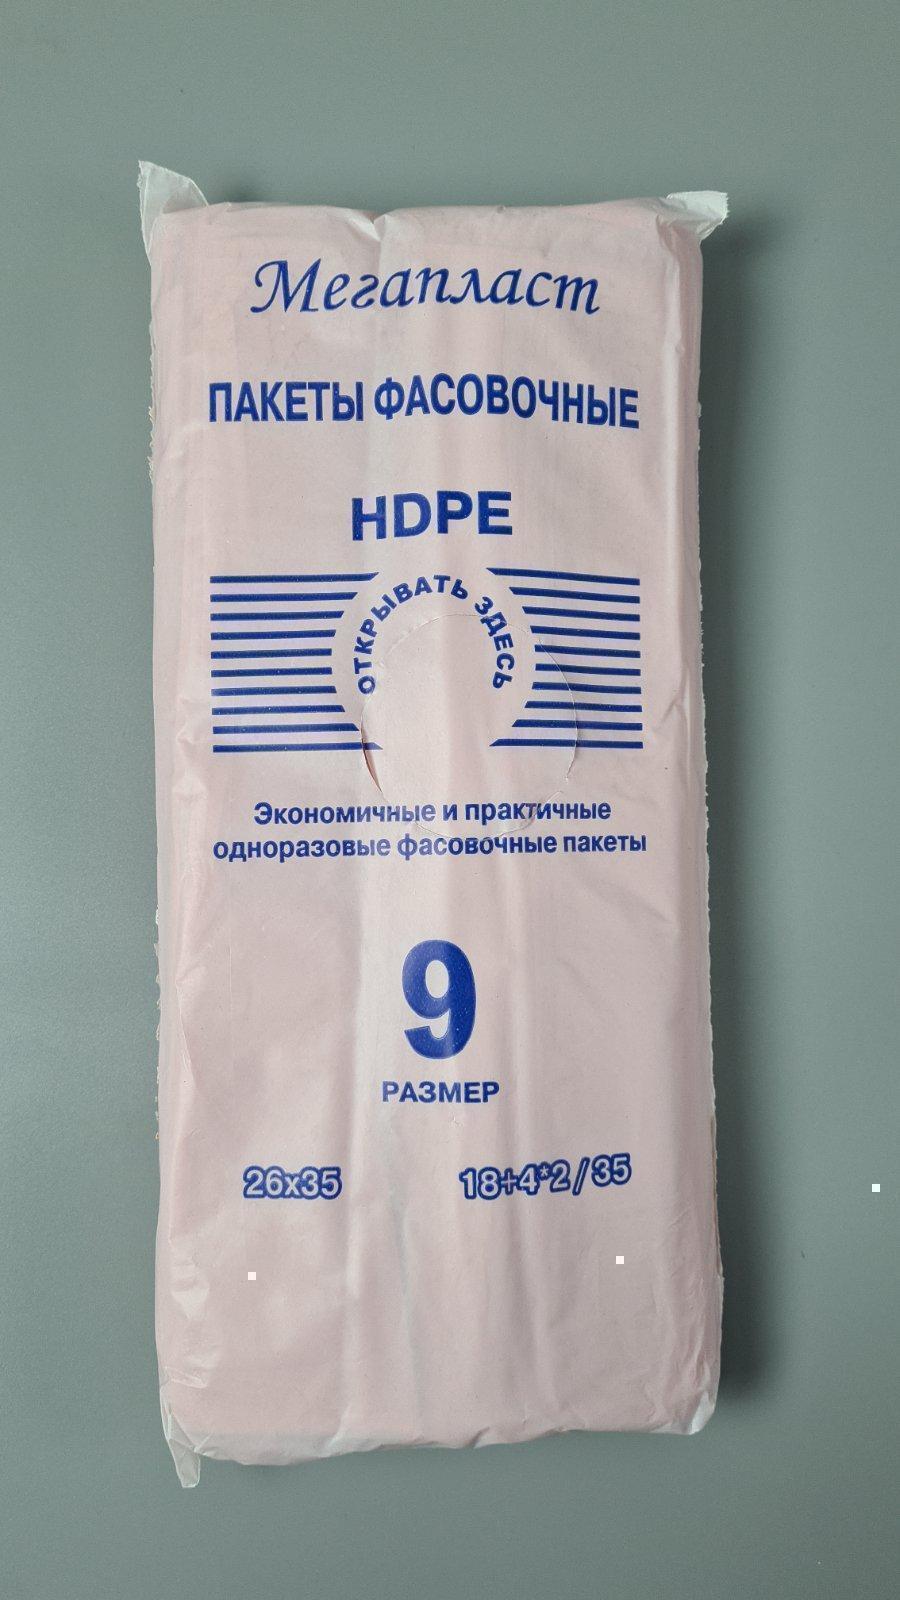 Мегапласт
ПАКЕТЫ ФАСОВОЧНЫЕ
HDPE
ОТКРЫВАТЬ ЗДЕСЬ
Экономичные и практичные
одноразовые фасовочные пакеты
9
РАЗМЕР
26x35 18+4*2/35